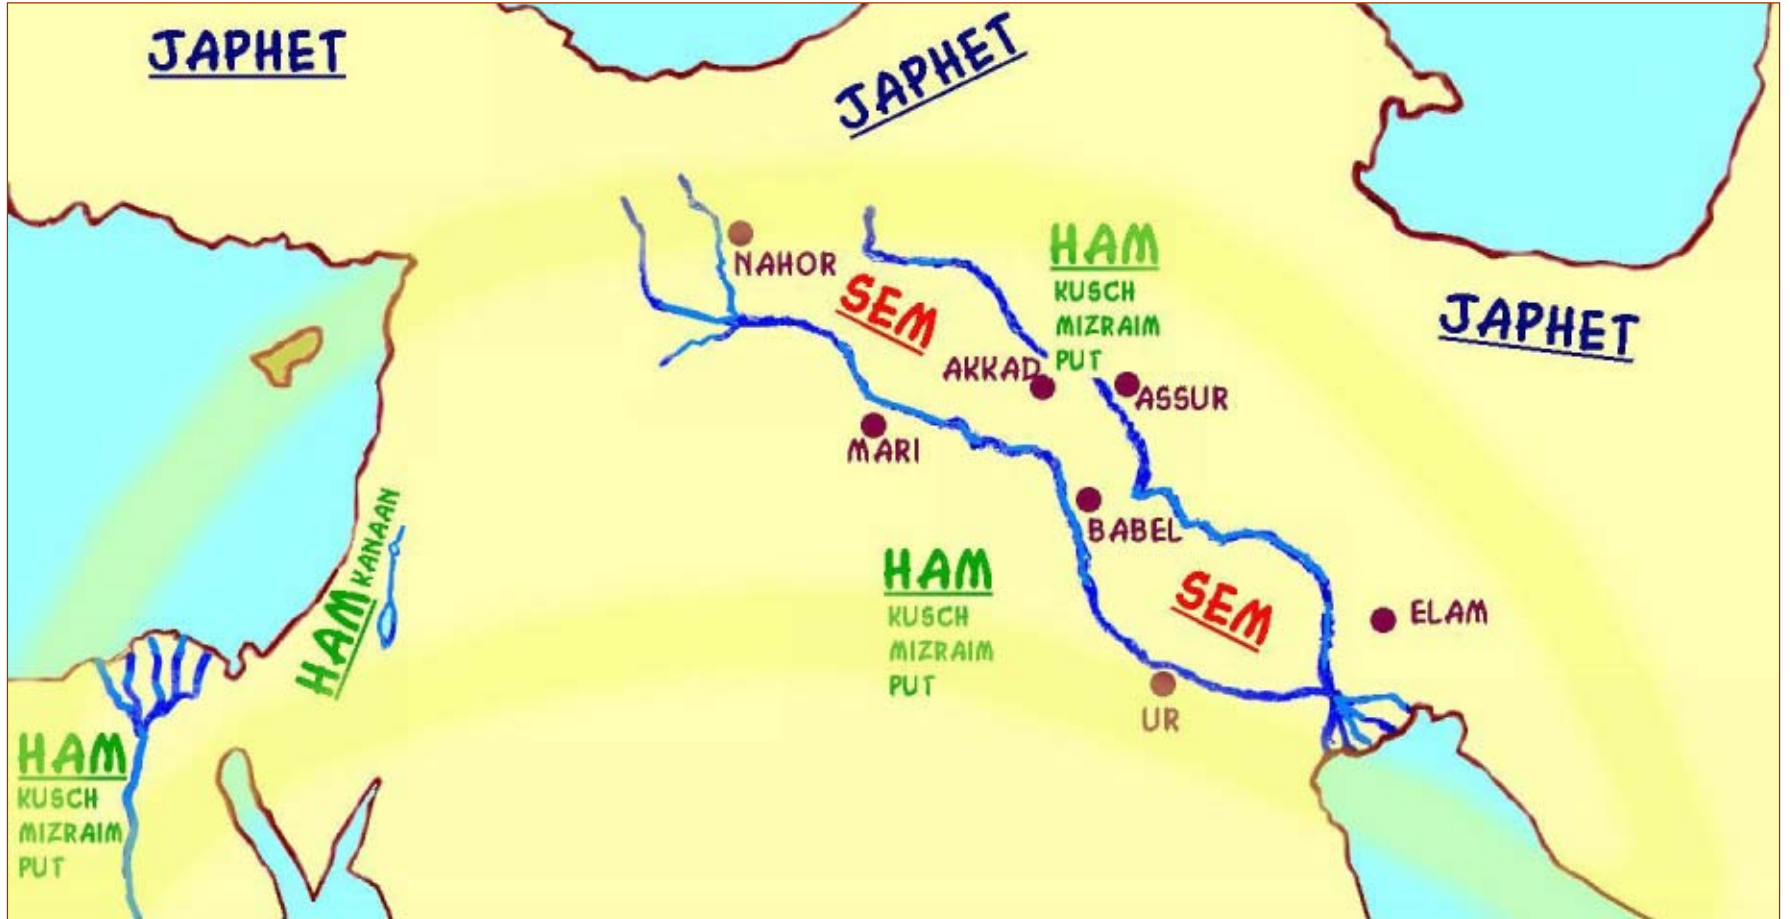 JAPHET
JAPHET
NAHOR
HAM
KUSCH
MIZRAIM
PUT
SEM
JAPHET
AKKAD
ASSUR
MARI
BABEL
HAM KANAAN
HAM
KUSCH
MIZRAIM
PUT
SEM
ELAM
UR
HAM
KUSCH
MIZRAIM
PUT